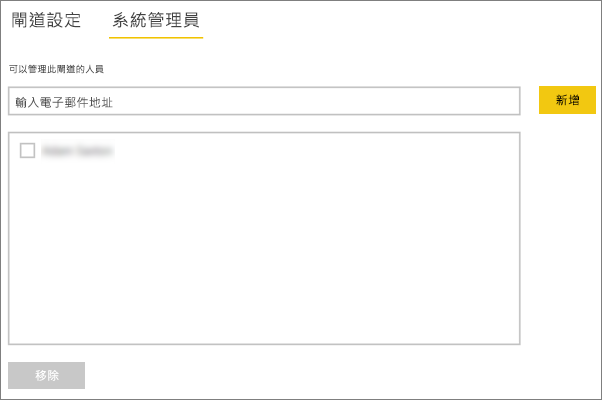 閘道設定 系統管理員
可以管理此閘道的人員
輸入電子郵件地址
新增
移除